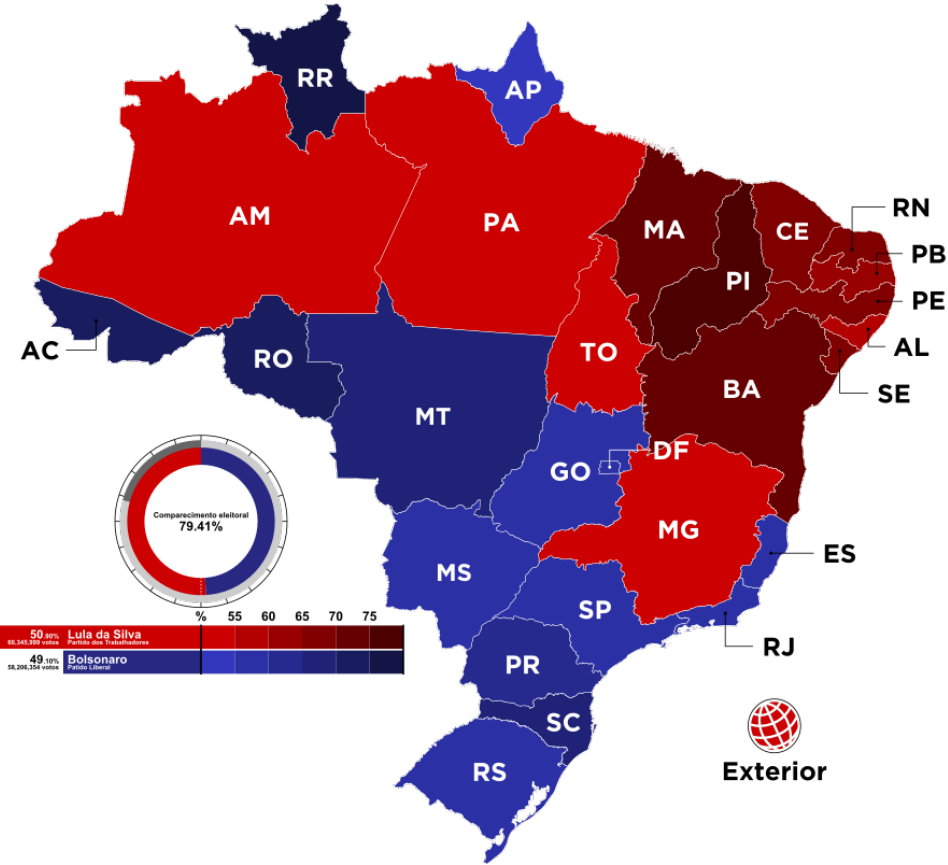 RR
AP
AM
PA
MA
CE
RN
PB
PI
PE
AC
RO
TO
AL
BA
SE
MT
GO
DF
Comparecimento eleitoral
79.41%
MG
ES
MS
SP
% 55 60 65 70 75
50.90% Lula da Silva
60,345,999 votos Partido dos Trabalhadores
RJ
49.10% Bolsonaro
58,206,354 votos Patido Liberal
PR
SC
RS
Exterior